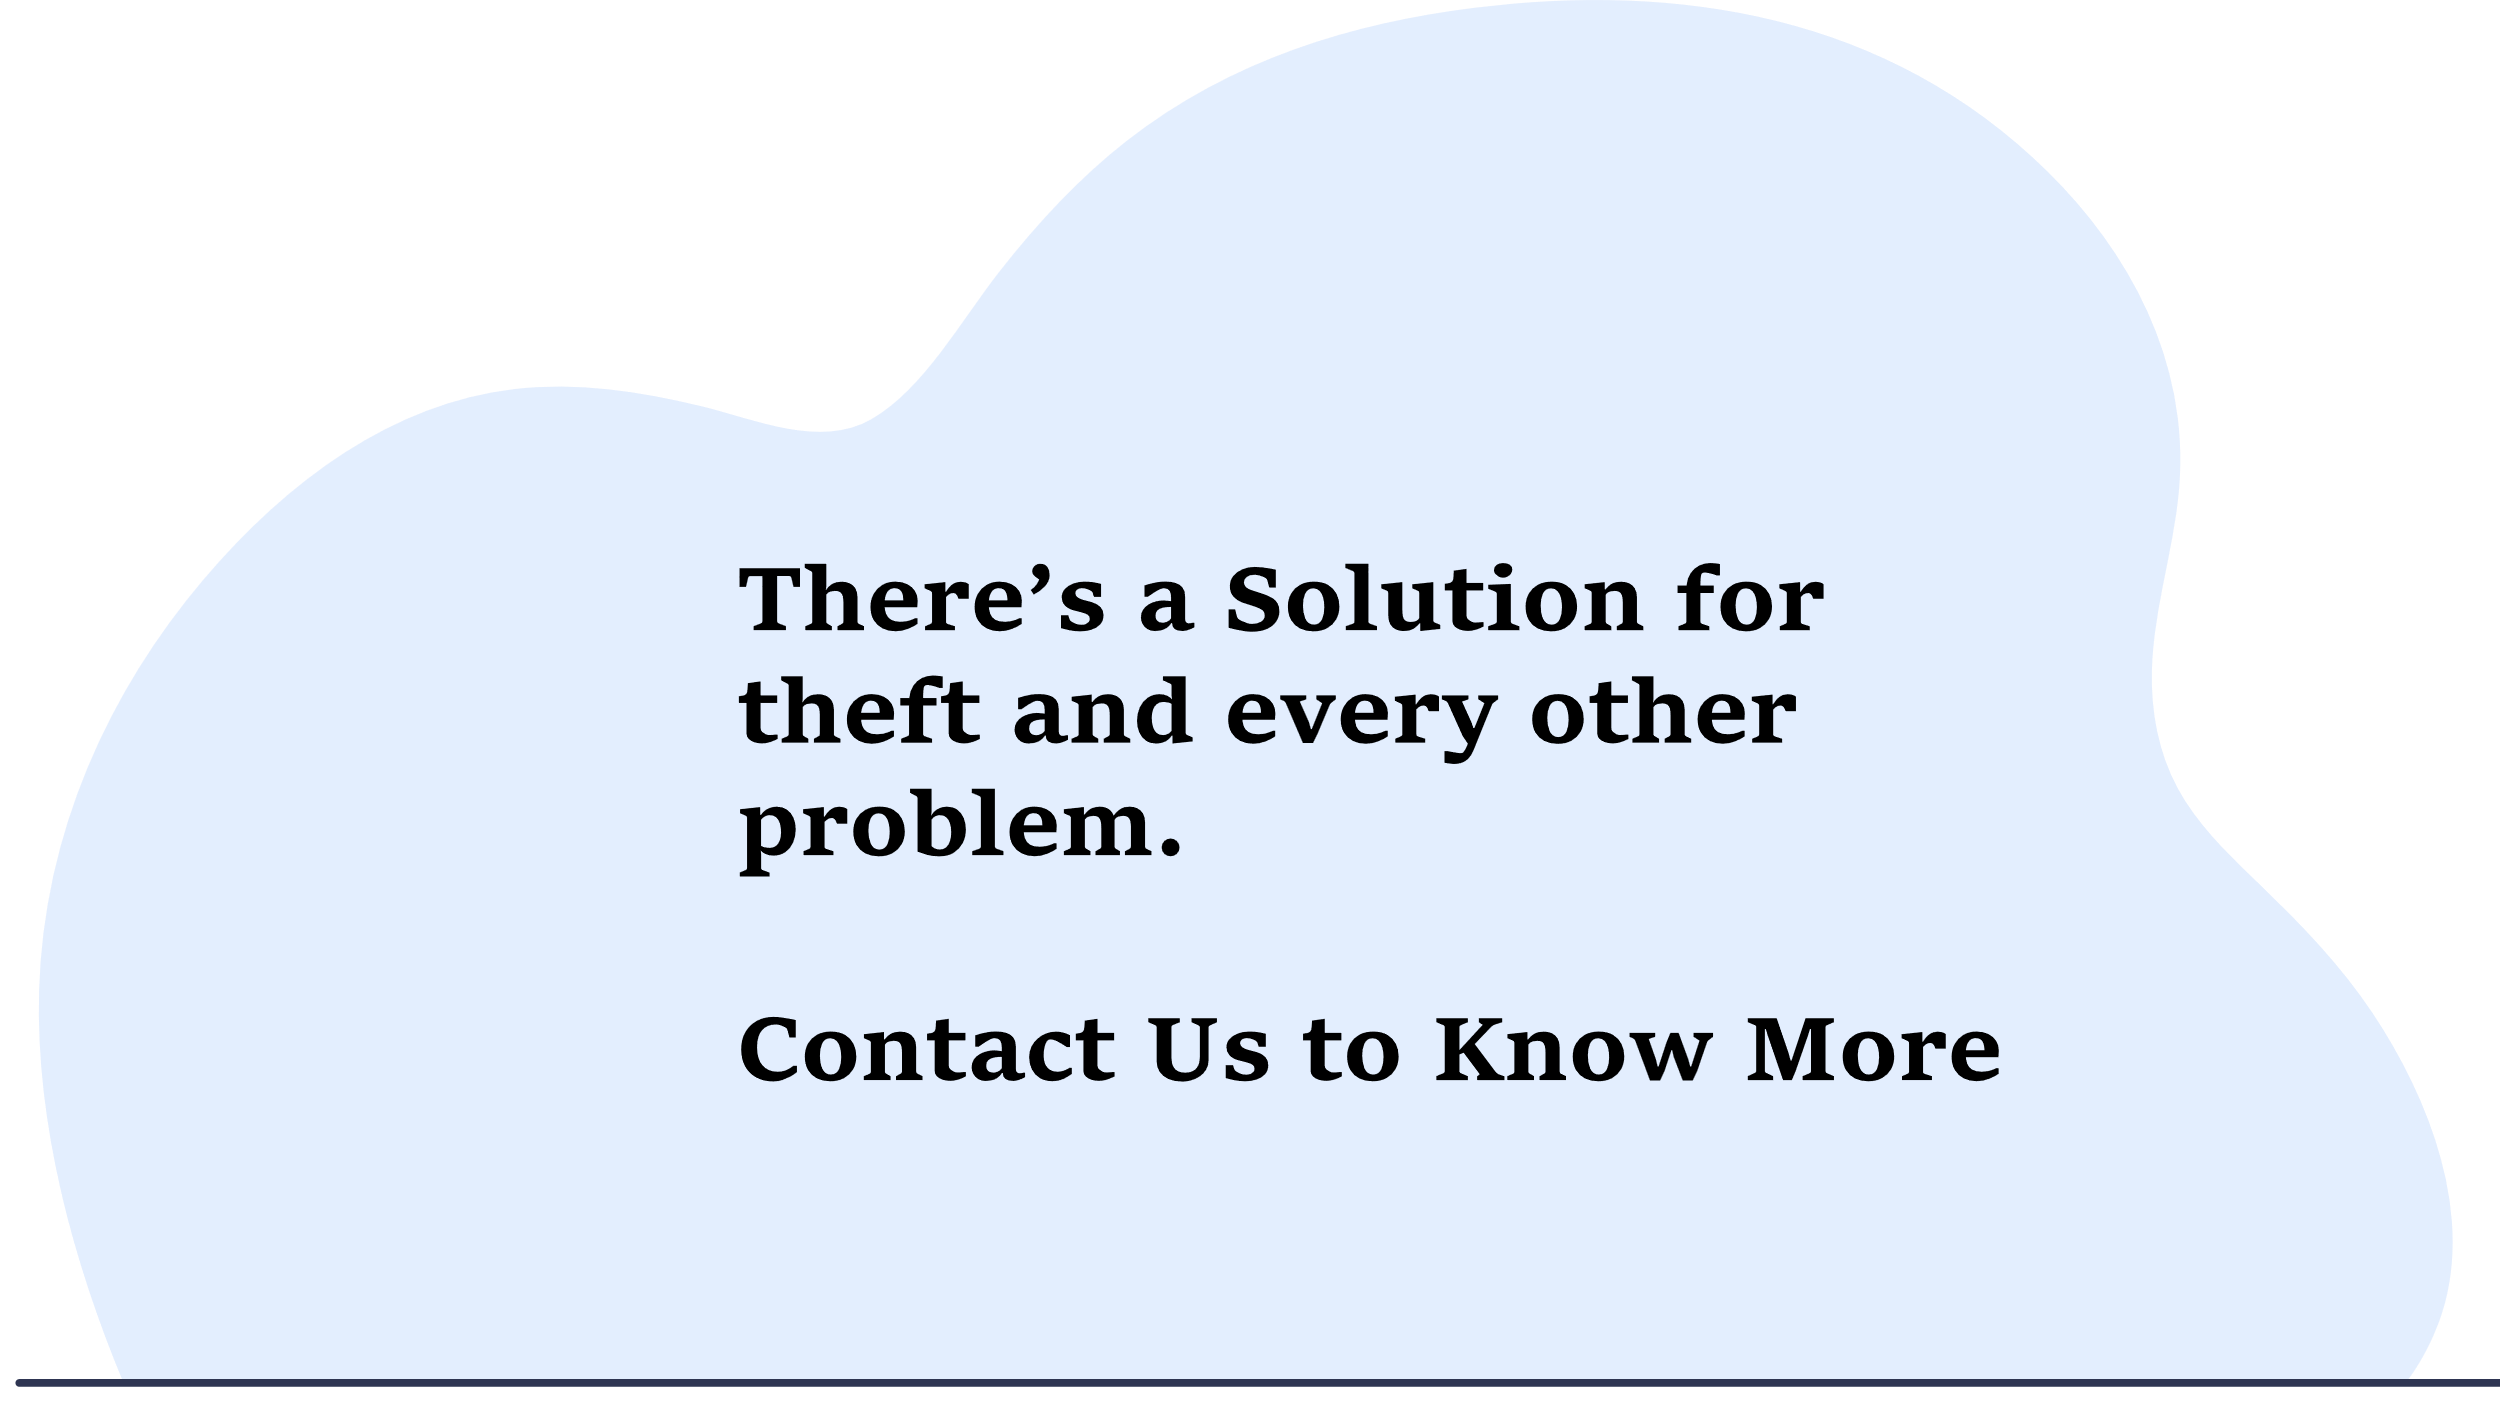 There’s a Solution for
theft and every other
problem.
Contact Us to Know More